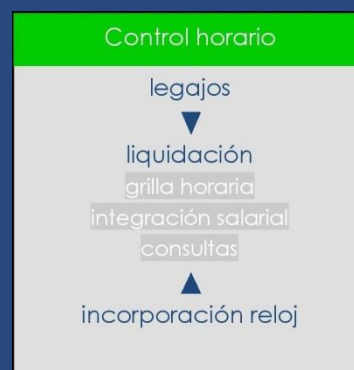 Control horario
legajos
liquidación
grilla horaria
integración salarial
consultas
incorporación reloj